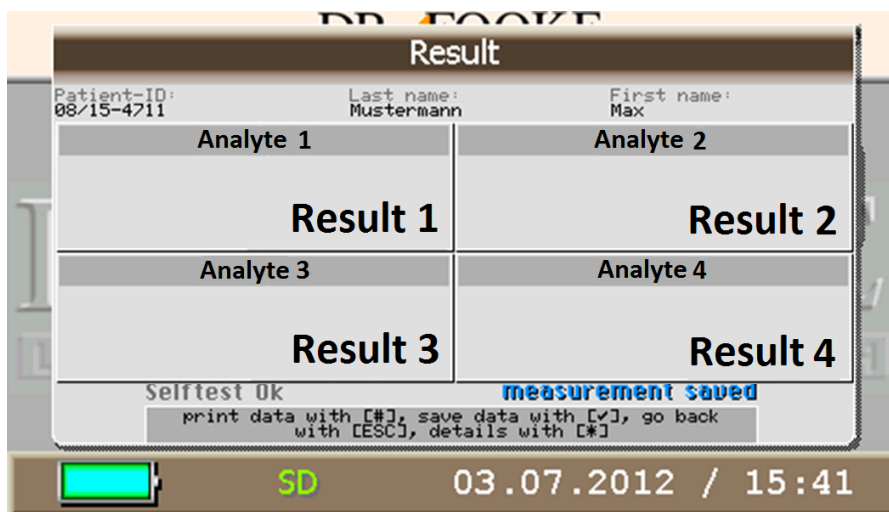 DR. FOOKE
Result
Patient-ID: Last name: First name:
08/15-4711 Mustermann Max
Analyte 1 Analyte 2
Result 1 Result 2
Analyte 3 Analyte 4
Result 3 Result 4
Selftest Ok measurement saved
print data with [#], save data with [✓], go back
with [ESC], details with [*]
SD 03.07.2012 / 15:41